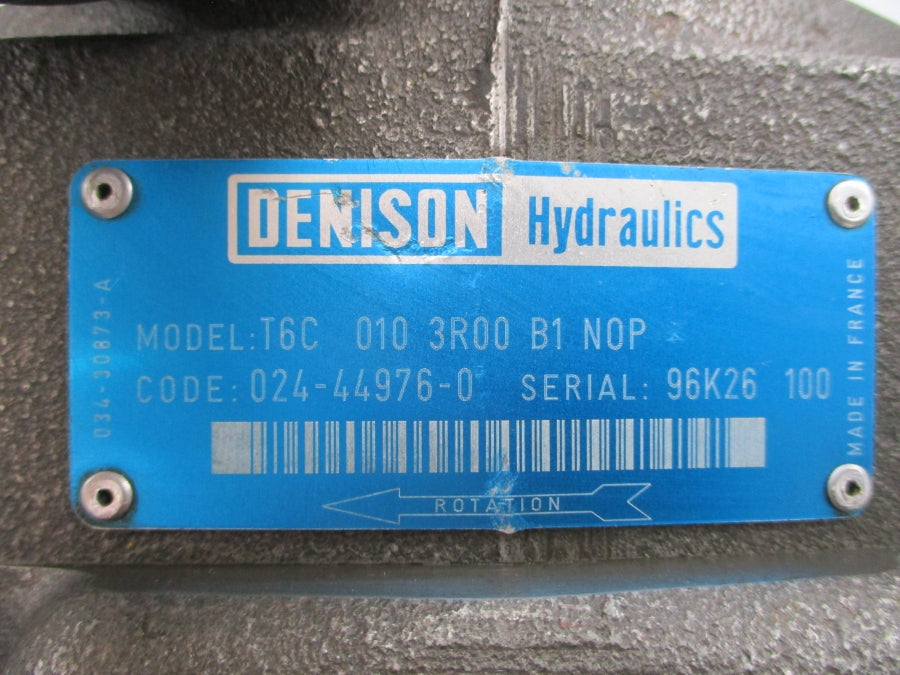 DENISON Hydraulics
MODEL: T6C 010 3R00 B1 NOP
CODE: 024-44976-0 SERIAL: 96K26 100
ROTATION
034-30873-A
MADE IN FRANCE